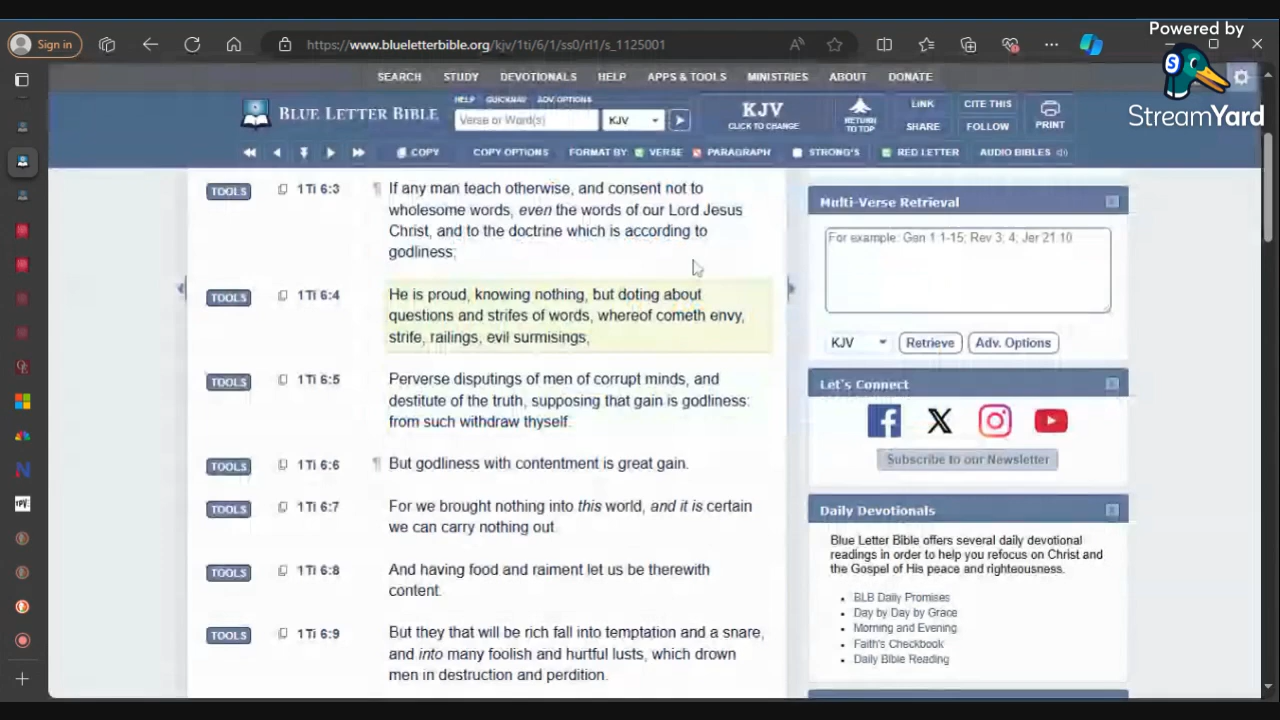 Powered by
StreamYard
Sign in
https://www.blueletterbible.org/kjv/1ti/6/1/ss0/rl1/s_1125001
SEARCH STUDY DEVOTIONALS HELP APPS & TOOLS MINISTRIES ABOUT DONATE
BLUE LETTER BIBLE
HELP QUICKNAV ADV. OPTIONS
Verse or Word(s) KJV
KJV
CLICK TO CHANGE
RETURN
TO TOP
LINK
SHARE
CITE THIS
FOLLOW
PRINT
COPY COPY OPTIONS FORMAT BY: VERSE PARAGRAPH STRONG'S RED LETTER AUDIO BIBLES
TOOLS 1Ti 6:3 ¶ If any man teach otherwise, and consent not to
wholesome words, even the words of our Lord Jesus
Christ, and to the doctrine which is according to
godliness;
TOOLS 1Ti 6:4 He is proud, knowing nothing, but doting about
questions and strifes of words, whereof cometh envy,
strife, railings, evil surmisings,
TOOLS 1Ti 6:5 Perverse disputings of men of corrupt minds, and
destitute of the truth, supposing that gain is godliness:
from such withdraw thyself.
TOOLS 1Ti 6:6 ¶ But godliness with contentment is great gain.
TOOLS 1Ti 6:7 For we brought nothing into this world, and it is certain
we can carry nothing out.
TOOLS 1Ti 6:8 And having food and raiment let us be therewith
content.
TOOLS 1Ti 6:9 But they that will be rich fall into temptation and a snare,
and into many foolish and hurtful lusts, which drown
men in destruction and perdition.
Multi-Verse Retrieval
For example: Gen 1:1-15; Rev 3; 4; Jer 21:10
KJV Retrieve Adv. Options
Let's Connect
Subscribe to our Newsletter
Daily Devotionals
Blue Letter Bible offers several daily devotional
readings in order to help you refocus on Christ and
the Gospel of His peace and righteousness.
BLB Daily Promises
Day by Day by Grace
Morning and Evening
Faith's Checkbook
Daily Bible Reading